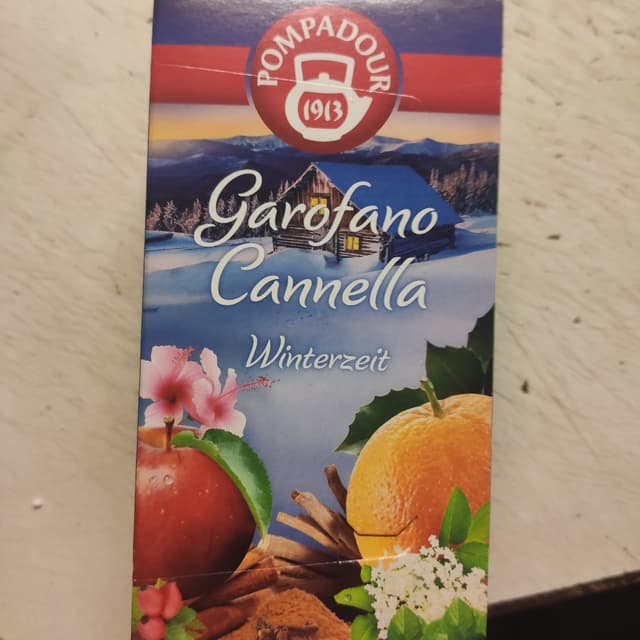 POMPADOUR
1913
Garofano
Cannella
Winterzeit